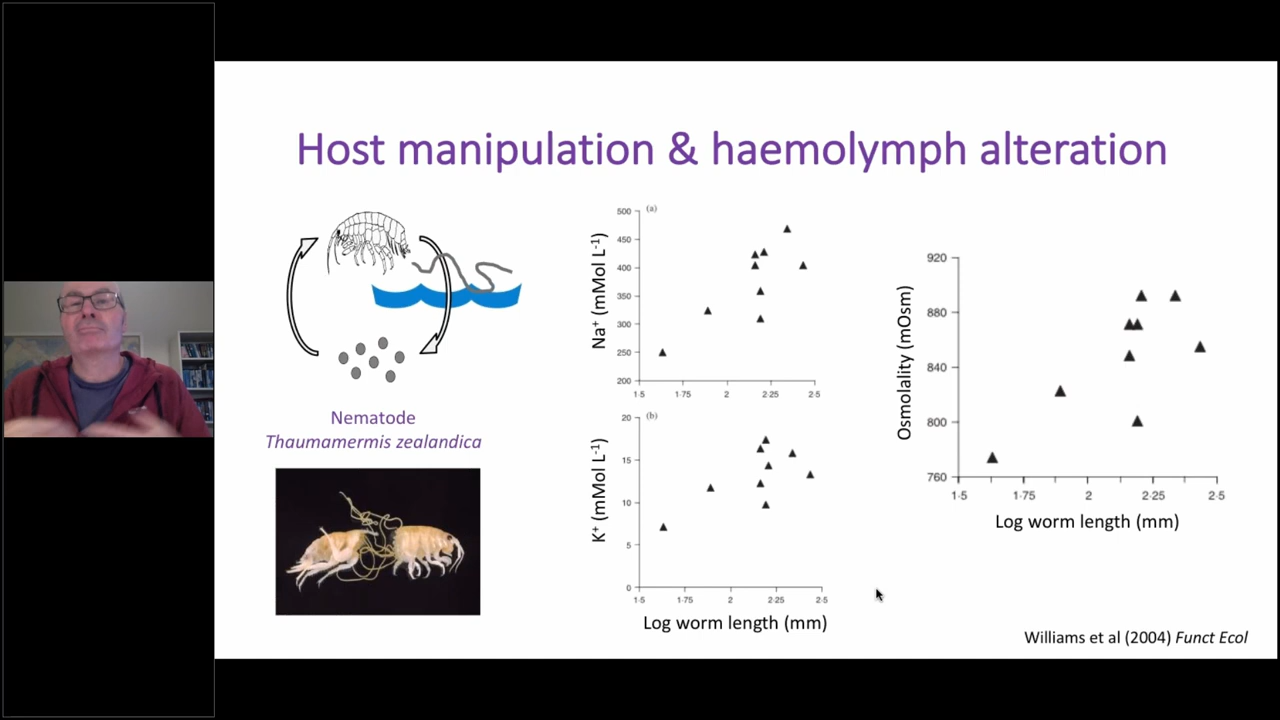 Host manipulation & haemolymph alteration
Nematode
Thaumamermis zealandica
(a)
Na⁺ (mMol L⁻¹)
500
450
400
350
300
250
200
1·5 1·75 2 2·25 2·5
(b)
K⁺ (mMol L⁻¹)
20
15
10
5
0
1·5 1·75 2 2·25 2·5
Log worm length (mm)
Osmolality (mOsm)
920
880
840
800
760
1·5 1·75 2 2·25 2·5
Log worm length (mm)
Williams et al (2004) Funct Ecol